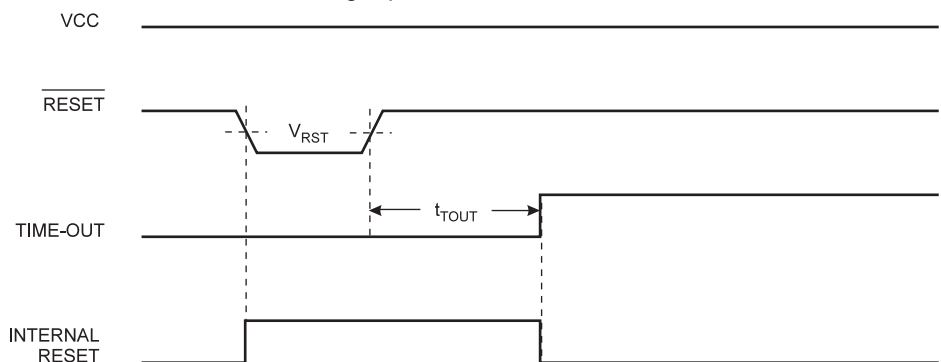 VCC
RESET
V_RST
t_TOUT
TIME-OUT
INTERNAL
RESET